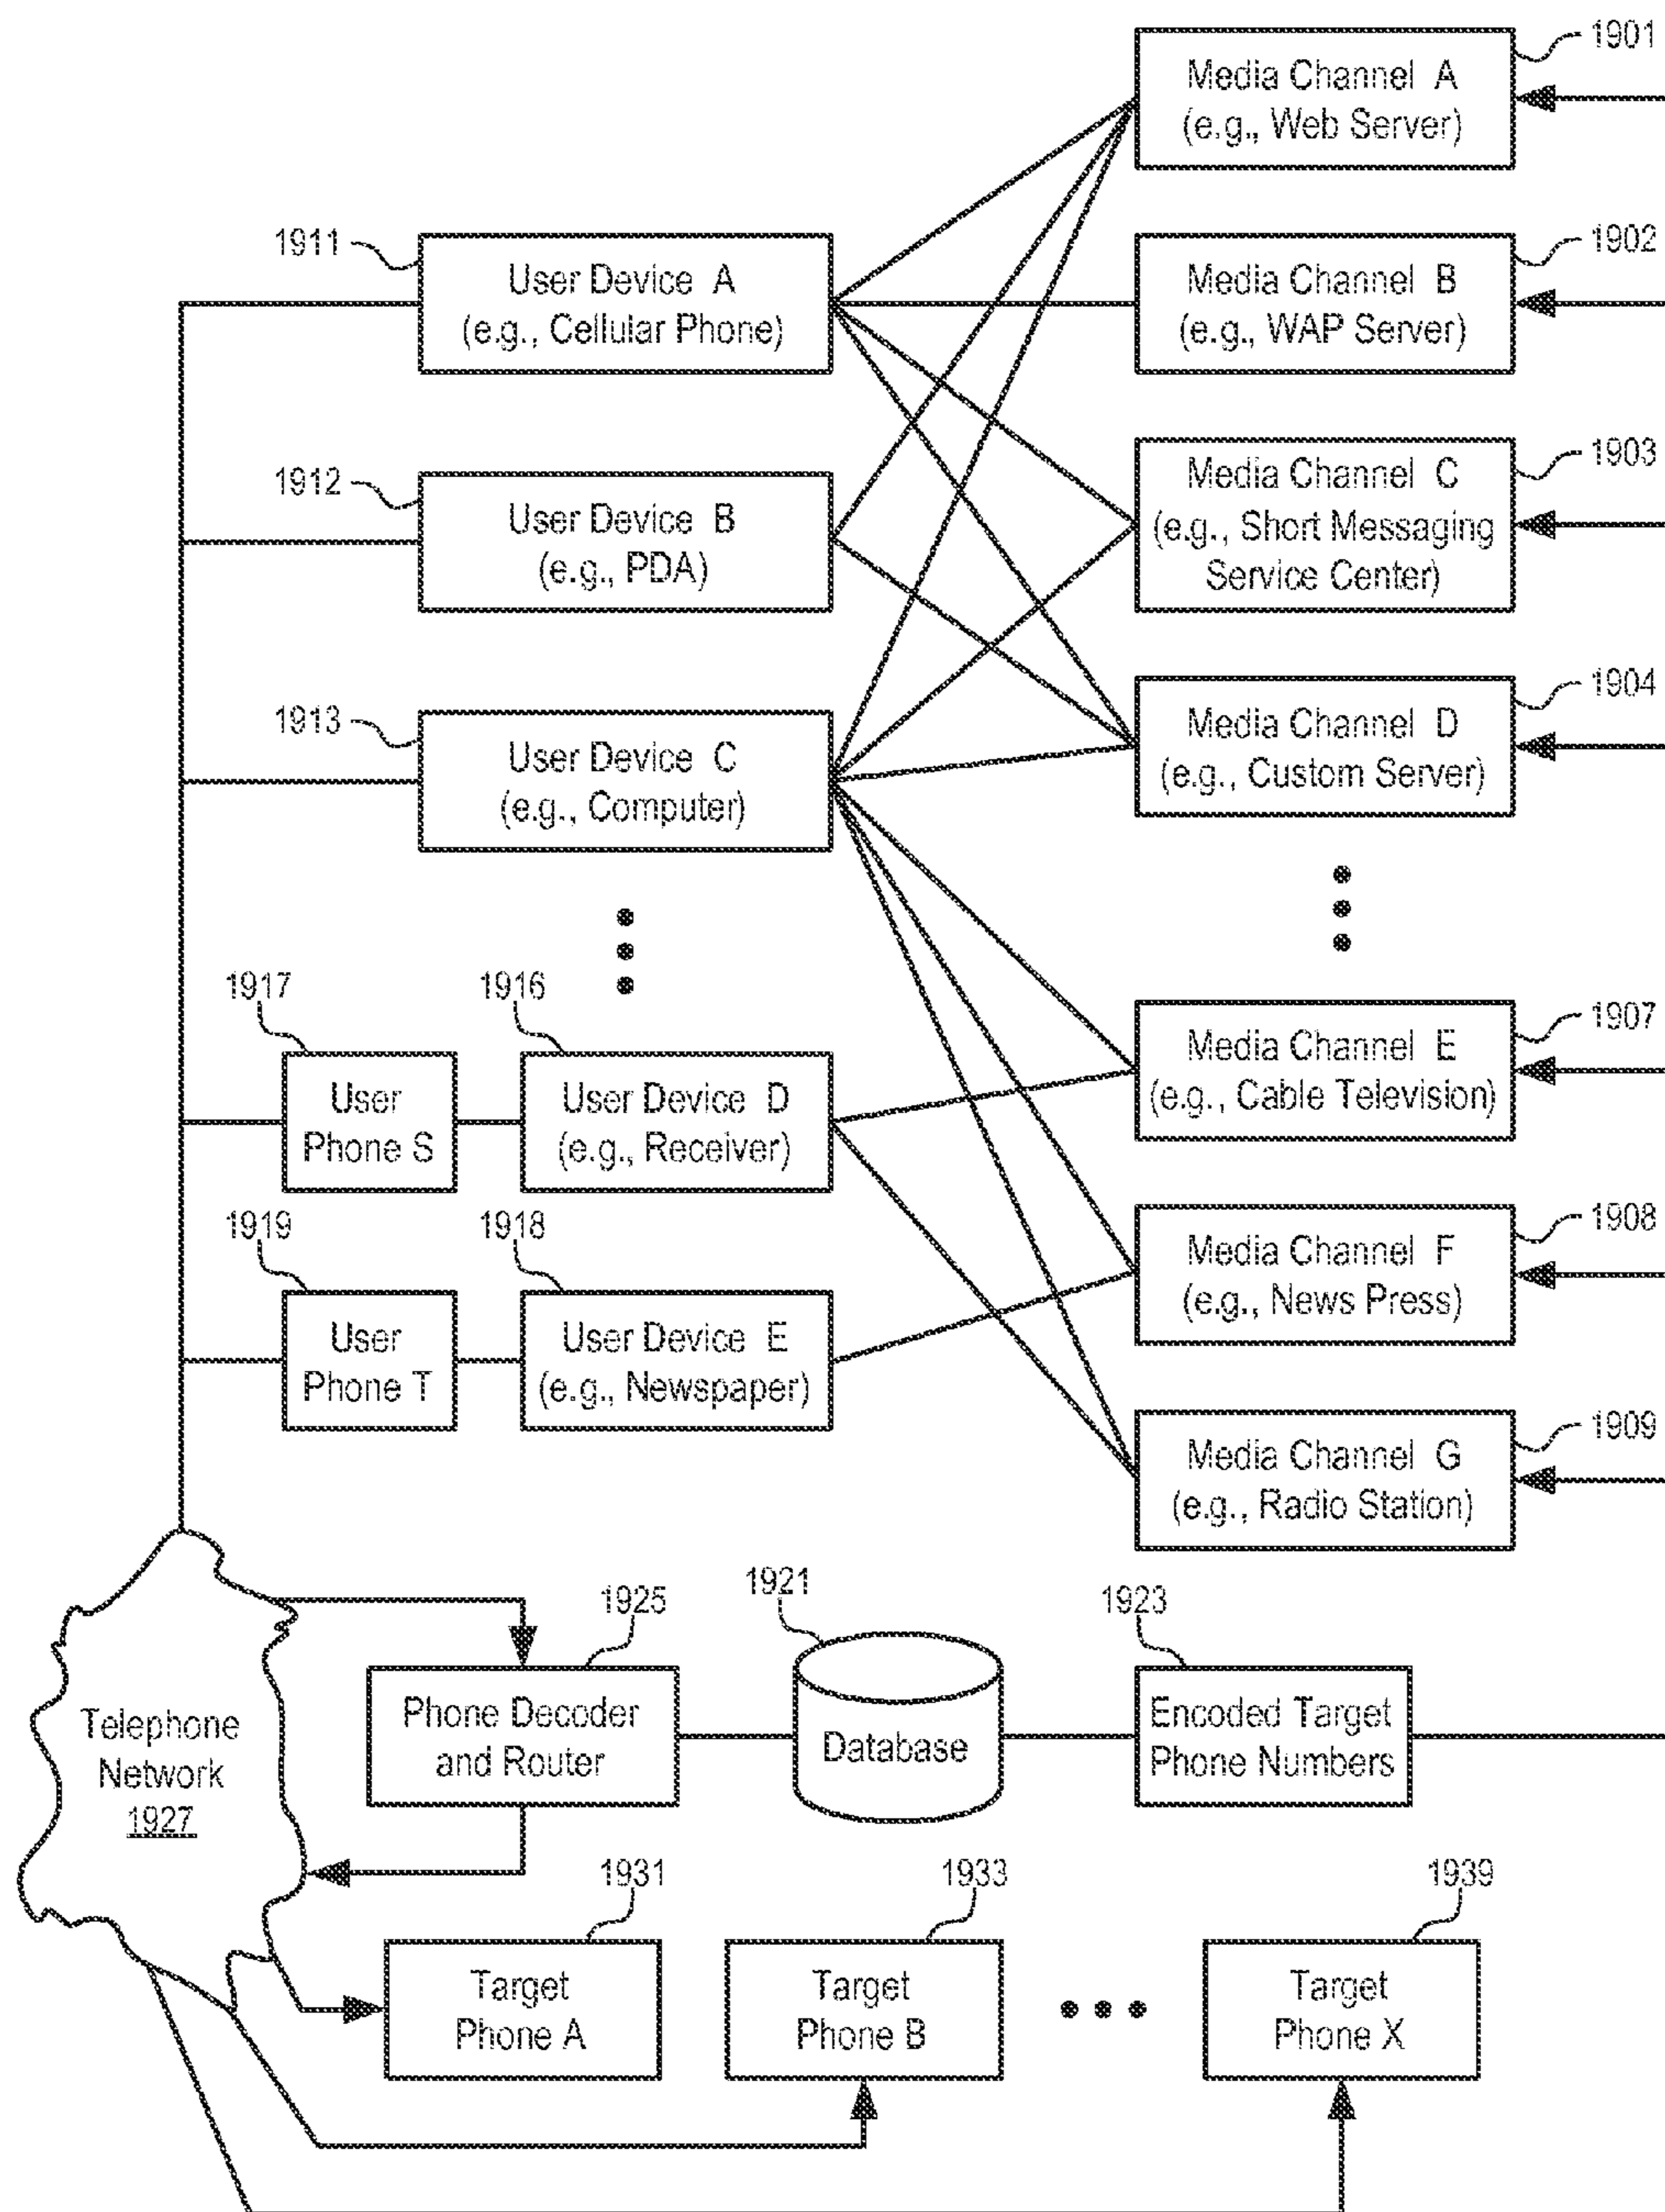 1901
Media Channel A
(e.g., Web Server)
1911
User Device A
(e.g., Cellular Phone)
1902
Media Channel B
(e.g., WAP Server)
1912
User Device B
(e.g., PDA)
1903
Media Channel C
(e.g., Short Messaging
Service Center)
1913
User Device C
(e.g., Computer)
1904
Media Channel D
(e.g., Custom Server)
1917
User
Phone S
1916
User Device D
(e.g., Receiver)
1907
Media Channel E
(e.g., Cable Television)
1919
User
Phone T
1918
User Device E
(e.g., Newspaper)
1908
Media Channel F
(e.g., News Press)
1909
Media Channel G
(e.g., Radio Station)
Telephone
Network
1927
1925
Phone Decoder
and Router
1921
Database
1923
Encoded Target
Phone Numbers
1931
Target
Phone A
1933
Target
Phone B
1939
Target
Phone X